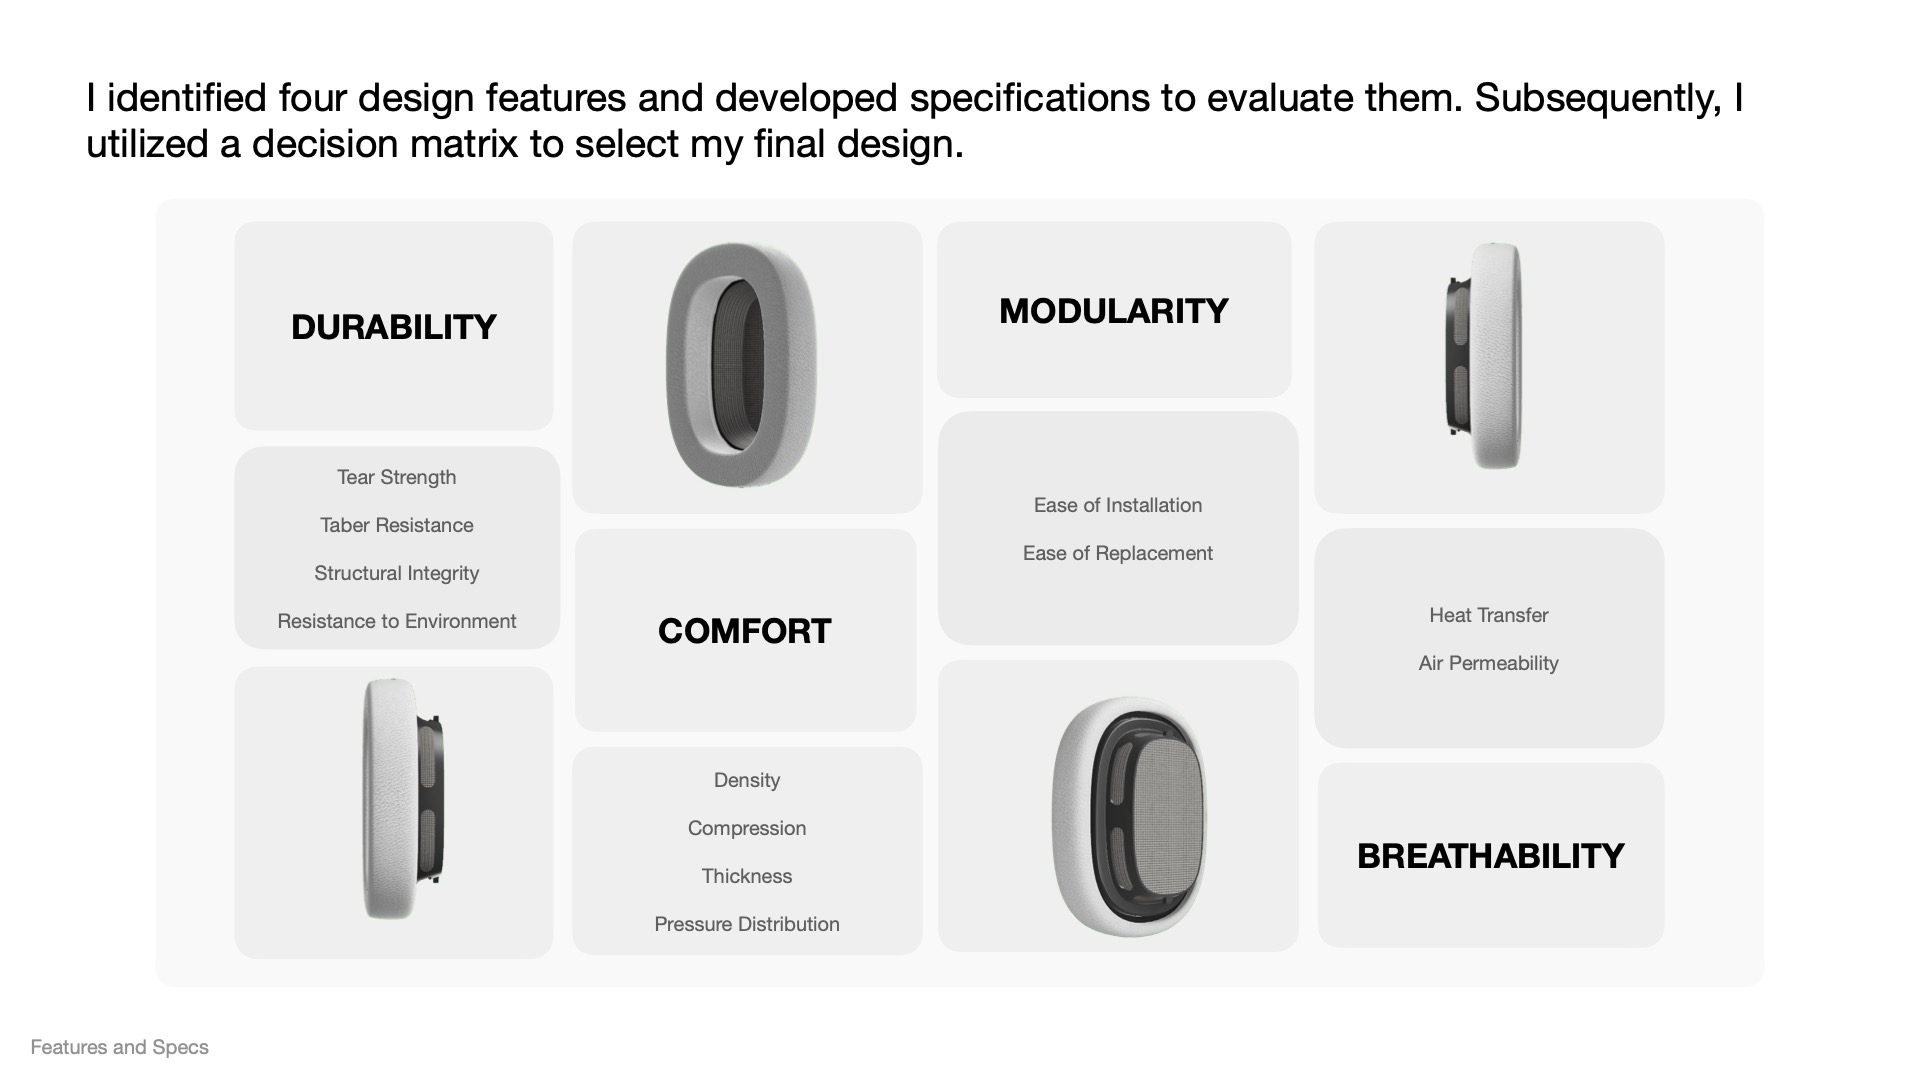 I identified four design features and developed specifications to evaluate them. Subsequently, I
utilized a decision matrix to select my final design.
DURABILITY
Tear Strength
Taber Resistance
Structural Integrity
Resistance to Environment
COMFORT
Density
Compression
Thickness
Pressure Distribution
MODULARITY
Ease of Installation
Ease of Replacement
Heat Transfer
Air Permeability
BREATHABILITY
Features and Specs